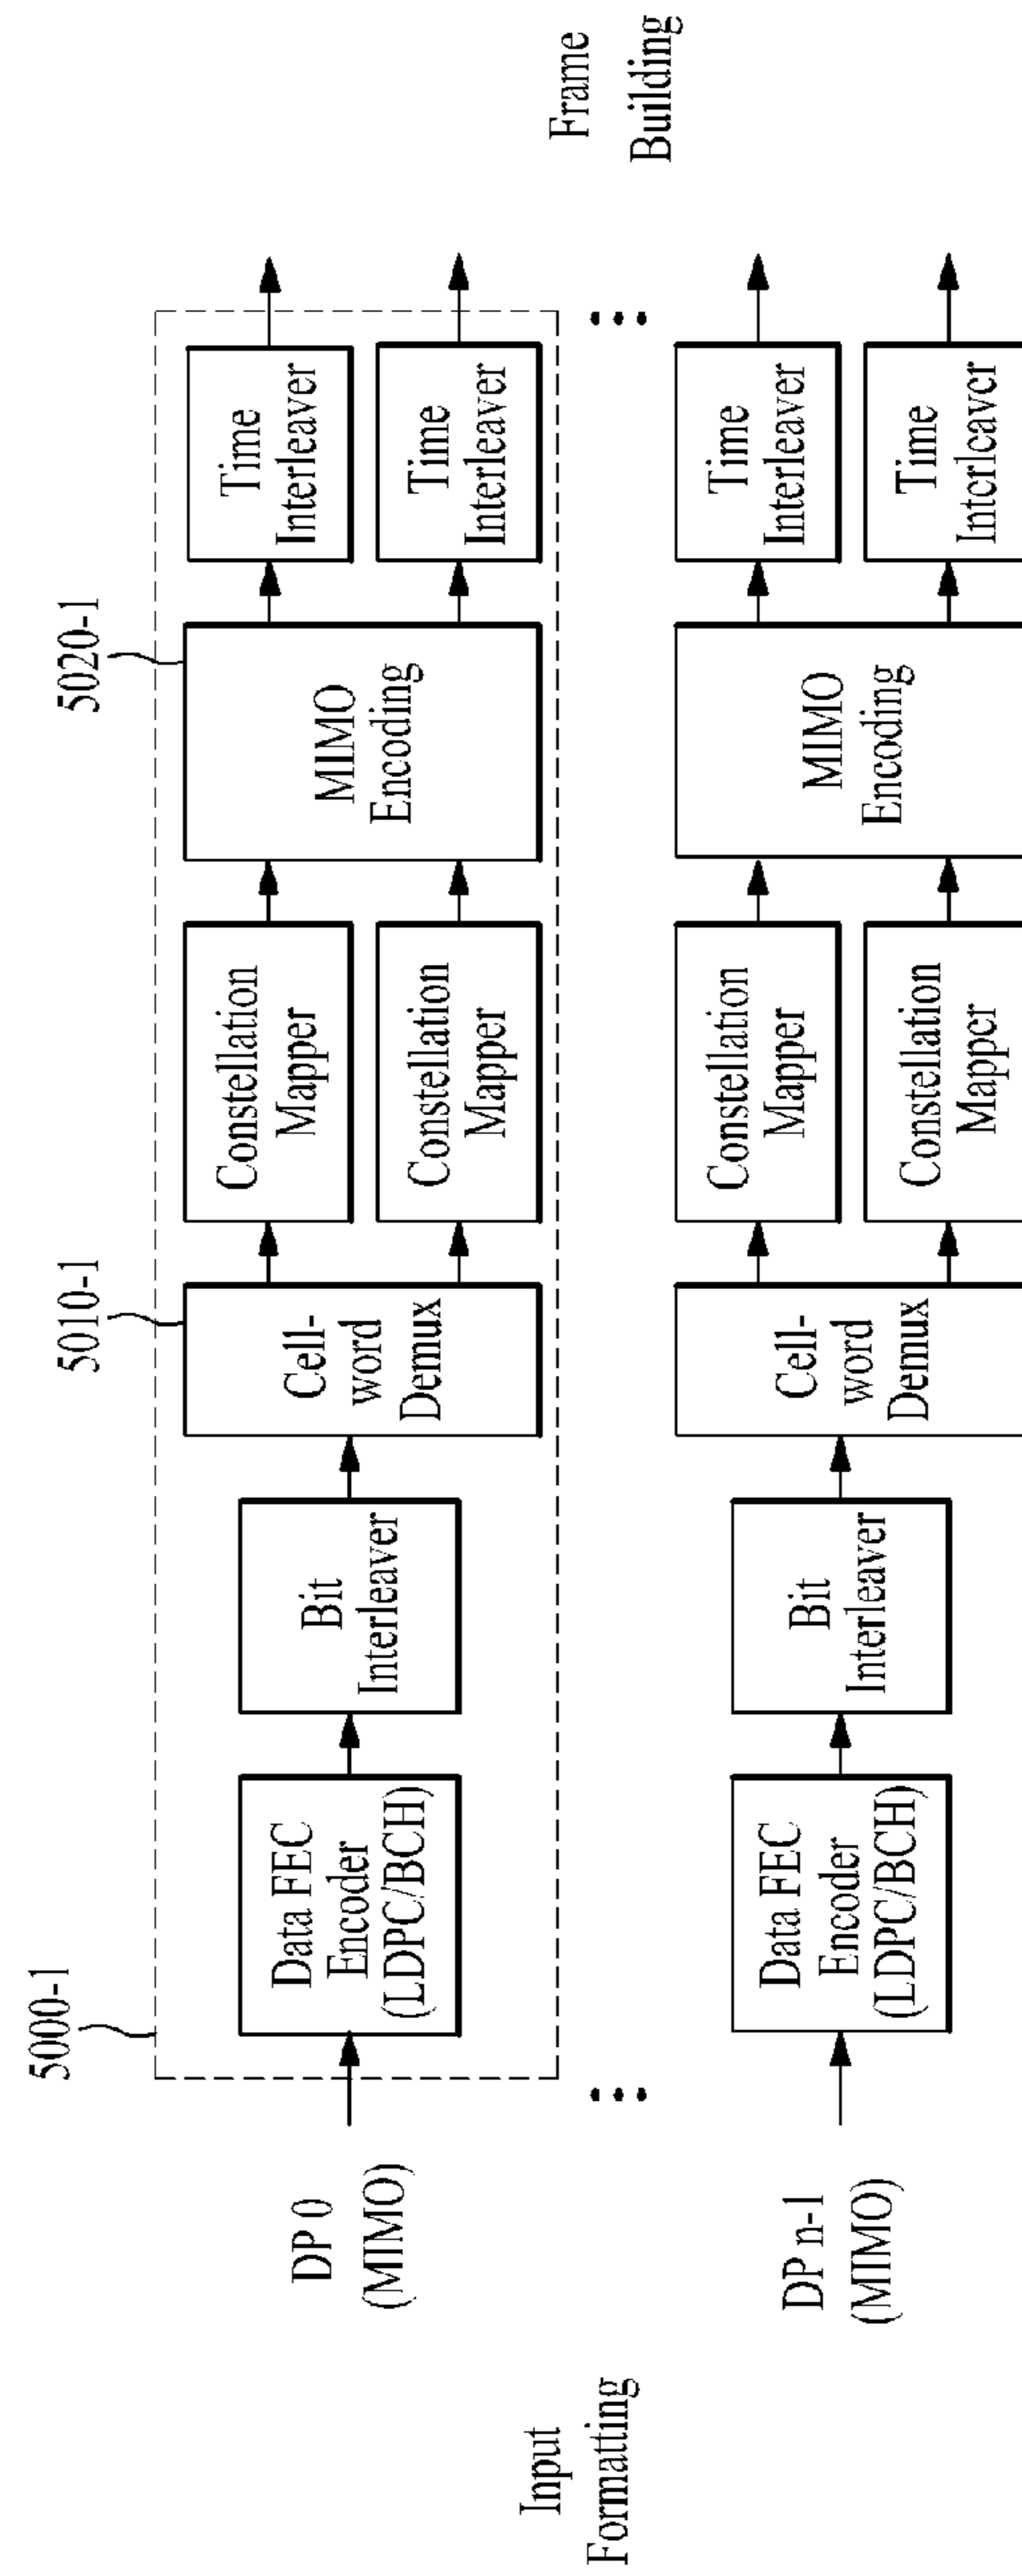 Input
Formatting
DP 0
(MIMO)
5000-1
Data FEC
Encoder
(LDPC/BCH)
Bit
Interleaver
5010-1
Cell-
word
Demux
Constellation
Mapper
Constellation
Mapper
5020-1
MIMO
Encoding
Time
Interleaver
Time
Interleaver
DP n-1
(MIMO)
Data FEC
Encoder
(LDPC/BCH)
Bit
Interleaver
Cell-
word
Demux
Constellation
Mapper
Constellation
Mapper
MIMO
Encoding
Time
Interleaver
Time
Interleaver
Frame
Building